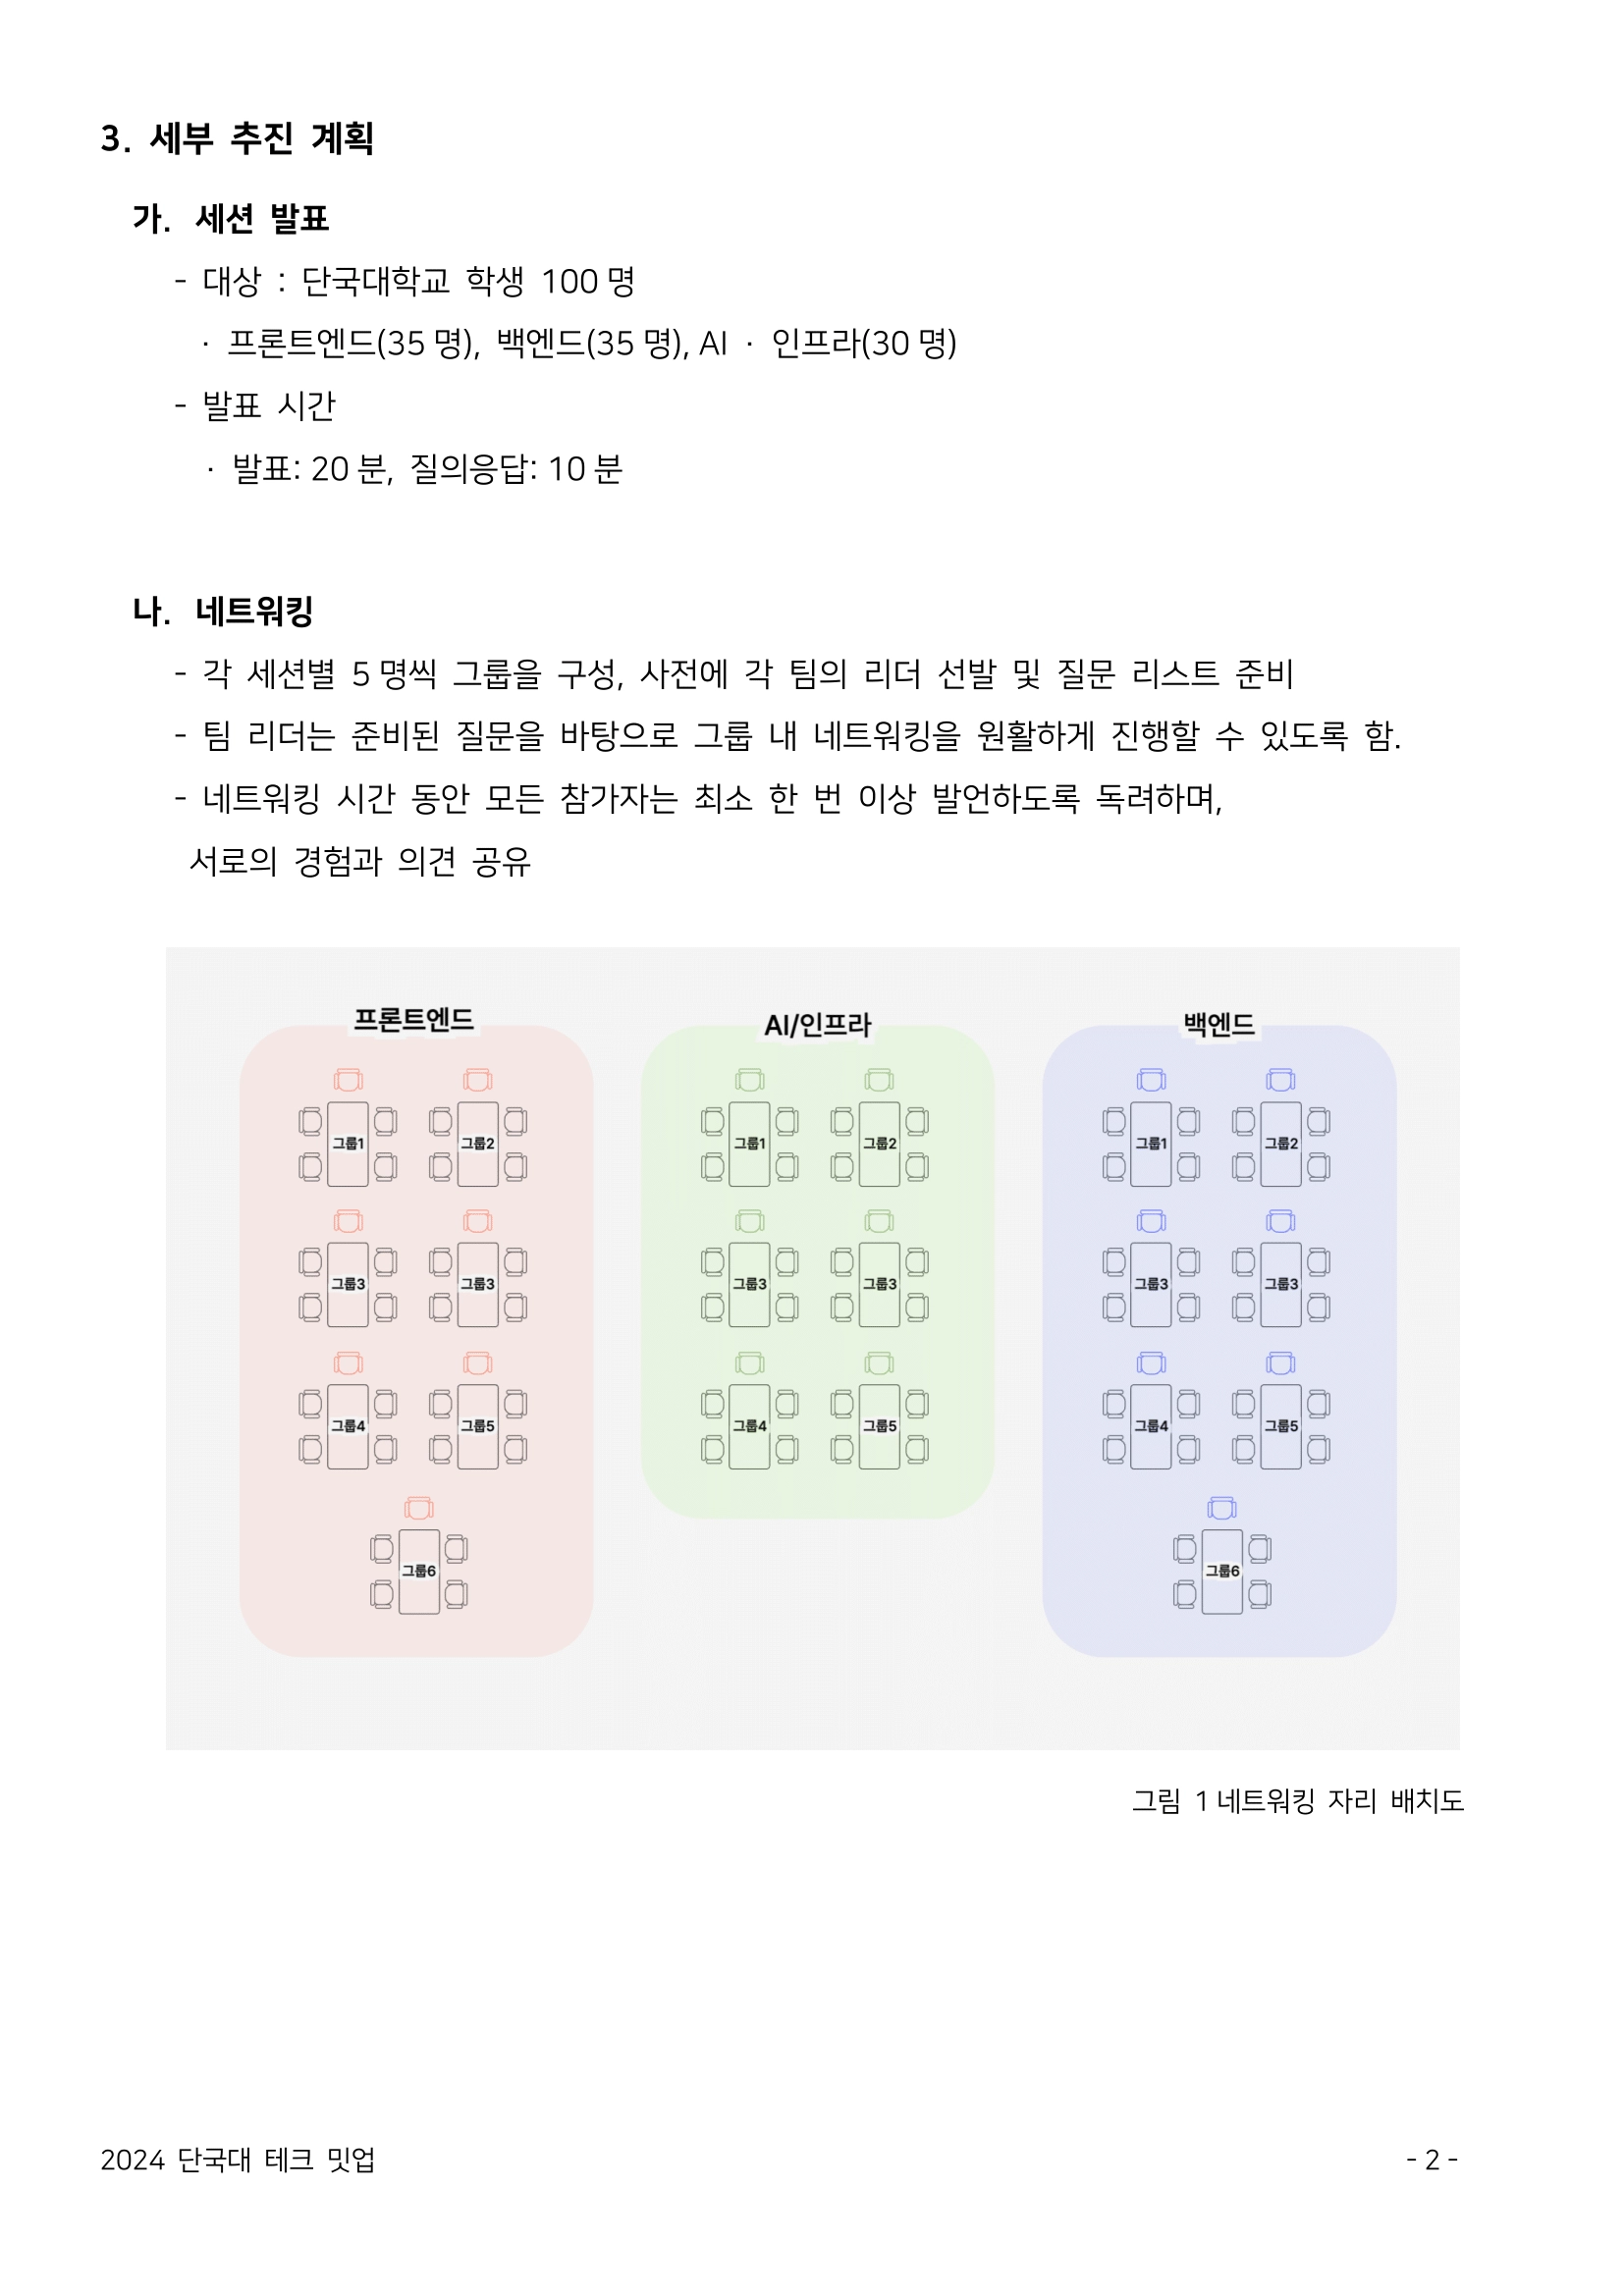 3. 세부 추진 계획
가. 세션 발표
- 대상 : 단국대학교 학생 100명
· 프론트엔드(35명), 백엔드(35명), AI · 인프라(30명)
- 발표 시간
· 발표: 20분, 질의응답: 10분
나. 네트워킹
- 각 세션별 5명씩 그룹을 구성, 사전에 각 팀의 리더 선발 및 질문 리스트 준비
- 팀 리더는 준비된 질문을 바탕으로 그룹 내 네트워킹을 원활하게 진행할 수 있도록 함.
- 네트워킹 시간 동안 모든 참가자는 최소 한 번 이상 발언하도록 독려하며,
서로의 경험과 의견 공유
프론트엔드
그룹1 그룹2
그룹3 그룹3
그룹4 그룹5
그룹6
AI/인프라
그룹1 그룹2
그룹3 그룹3
그룹4 그룹5
백엔드
그룹1 그룹2
그룹3 그룹3
그룹4 그룹5
그룹6
그림 1 네트워킹 자리 배치도
2024 단국대 테크 밋업
- 2 -